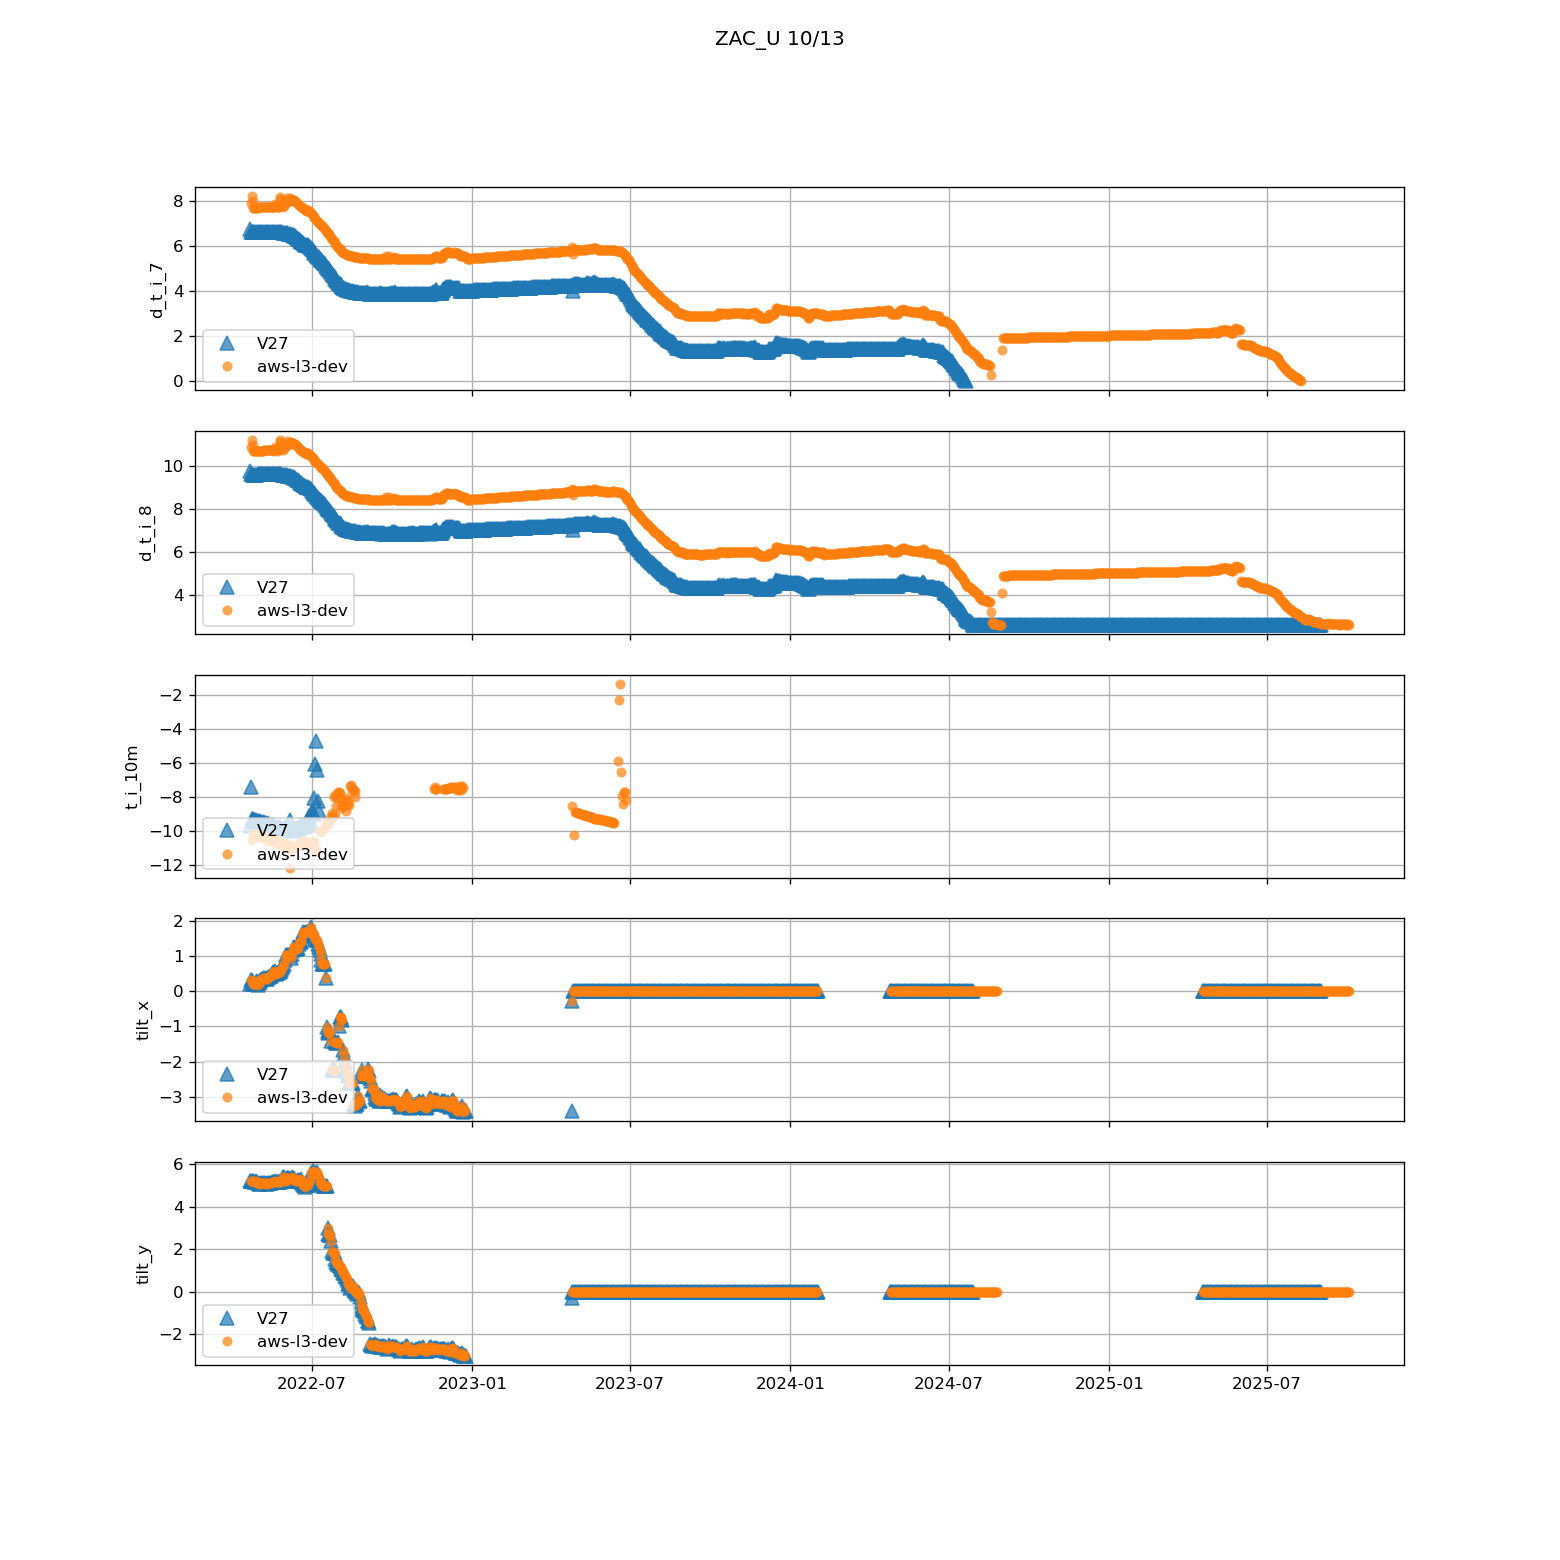 ZAC_U 10/13
8
6
4
2
0
d_t_i_7
V27
aws-l3-dev
10
8
6
4
d_t_i_8
V27
aws-l3-dev
−2
−4
−6
−8
−10
−12
t_i_10m
V27
aws-l3-dev
2
1
0
−1
−2
−3
tilt_x
V27
aws-l3-dev
6
4
2
0
−2
tilt_y
V27
aws-l3-dev
2022-07 2023-01 2023-07 2024-01 2024-07 2025-01 2025-07